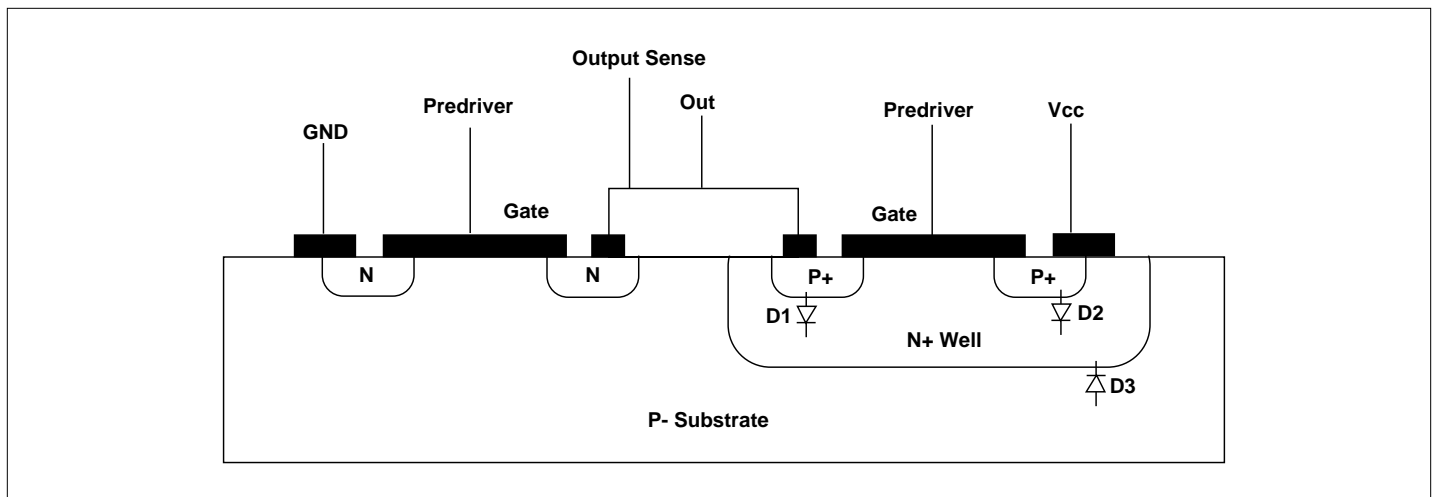 Output Sense
Out
Predriver
Predriver
Vcc
GND
Gate
Gate
N
N
P+
P+
D1
D2
N+ Well
D3
P- Substrate